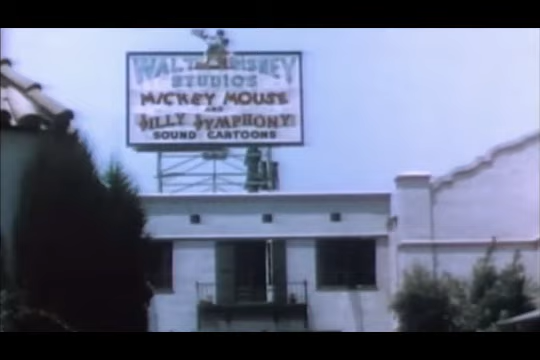 WALT DISNEY
STUDIOS
MICKEY MOUSE
AND
SILLY SYMPHONY
SOUND CARTOONS